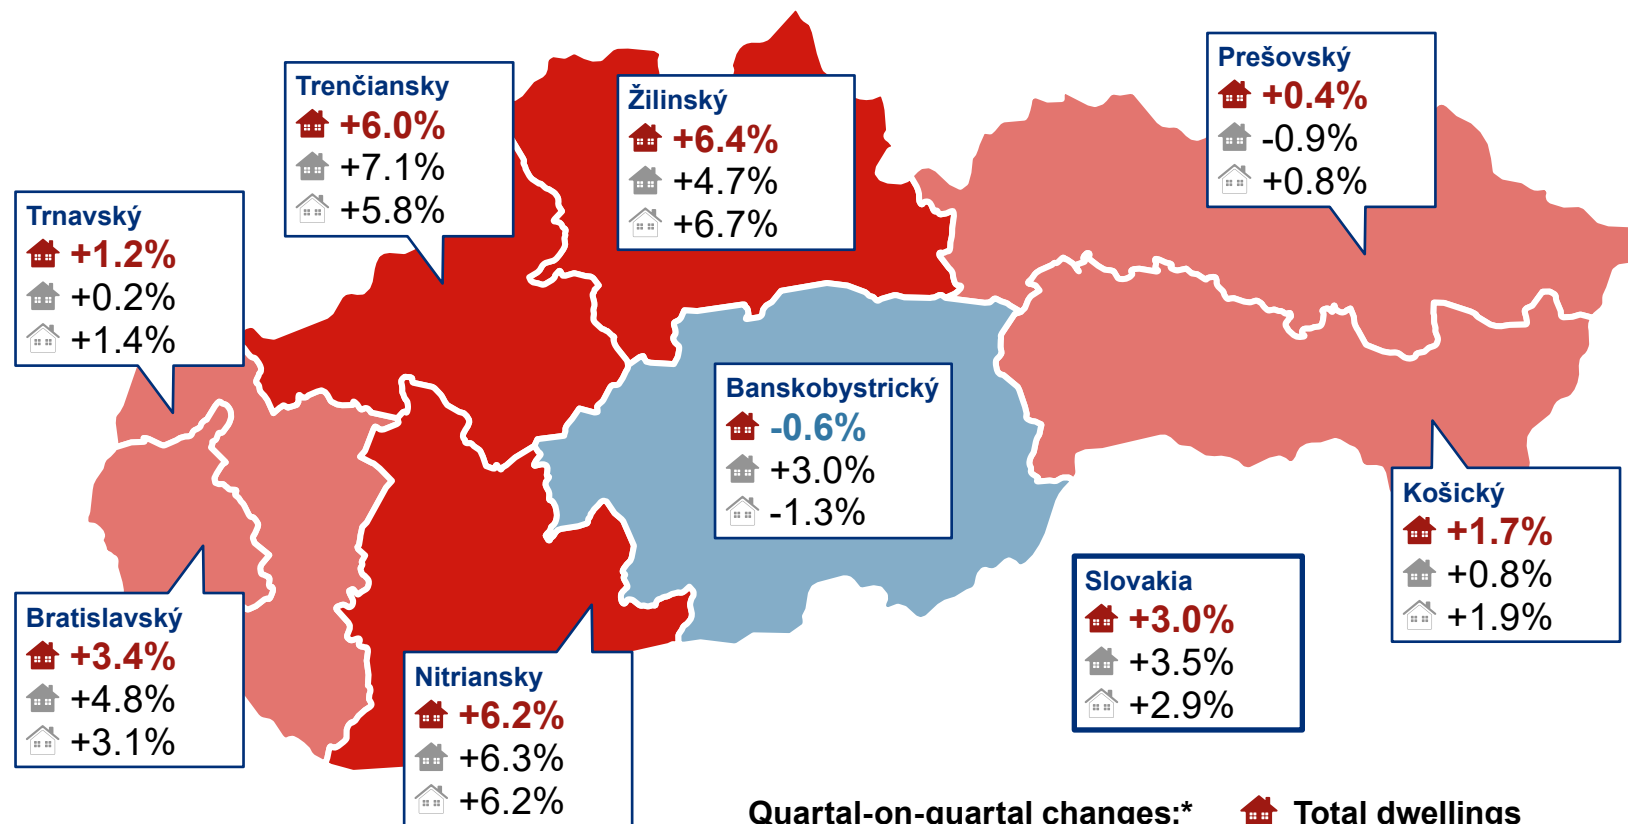 Prešovský
+0.4%
-0.9%
+0.8%
Trenčiansky
+6.0%
+7.1%
+5.8%
Žilinský
+6.4%
+4.7%
+6.7%
Trnavský
+1.2%
+0.2%
+1.4%
Banskobystrický
-0.6%
+3.0%
-1.3%
Košický
+1.7%
+0.8%
+1.9%
Slovakia
+3.0%
+3.5%
+2.9%
Bratislavský
+3.4%
+4.8%
+3.1%
Nitriansky
+6.2%
+6.3%
+6.2%
Quartal-on-quartal changes:*
Total dwellings